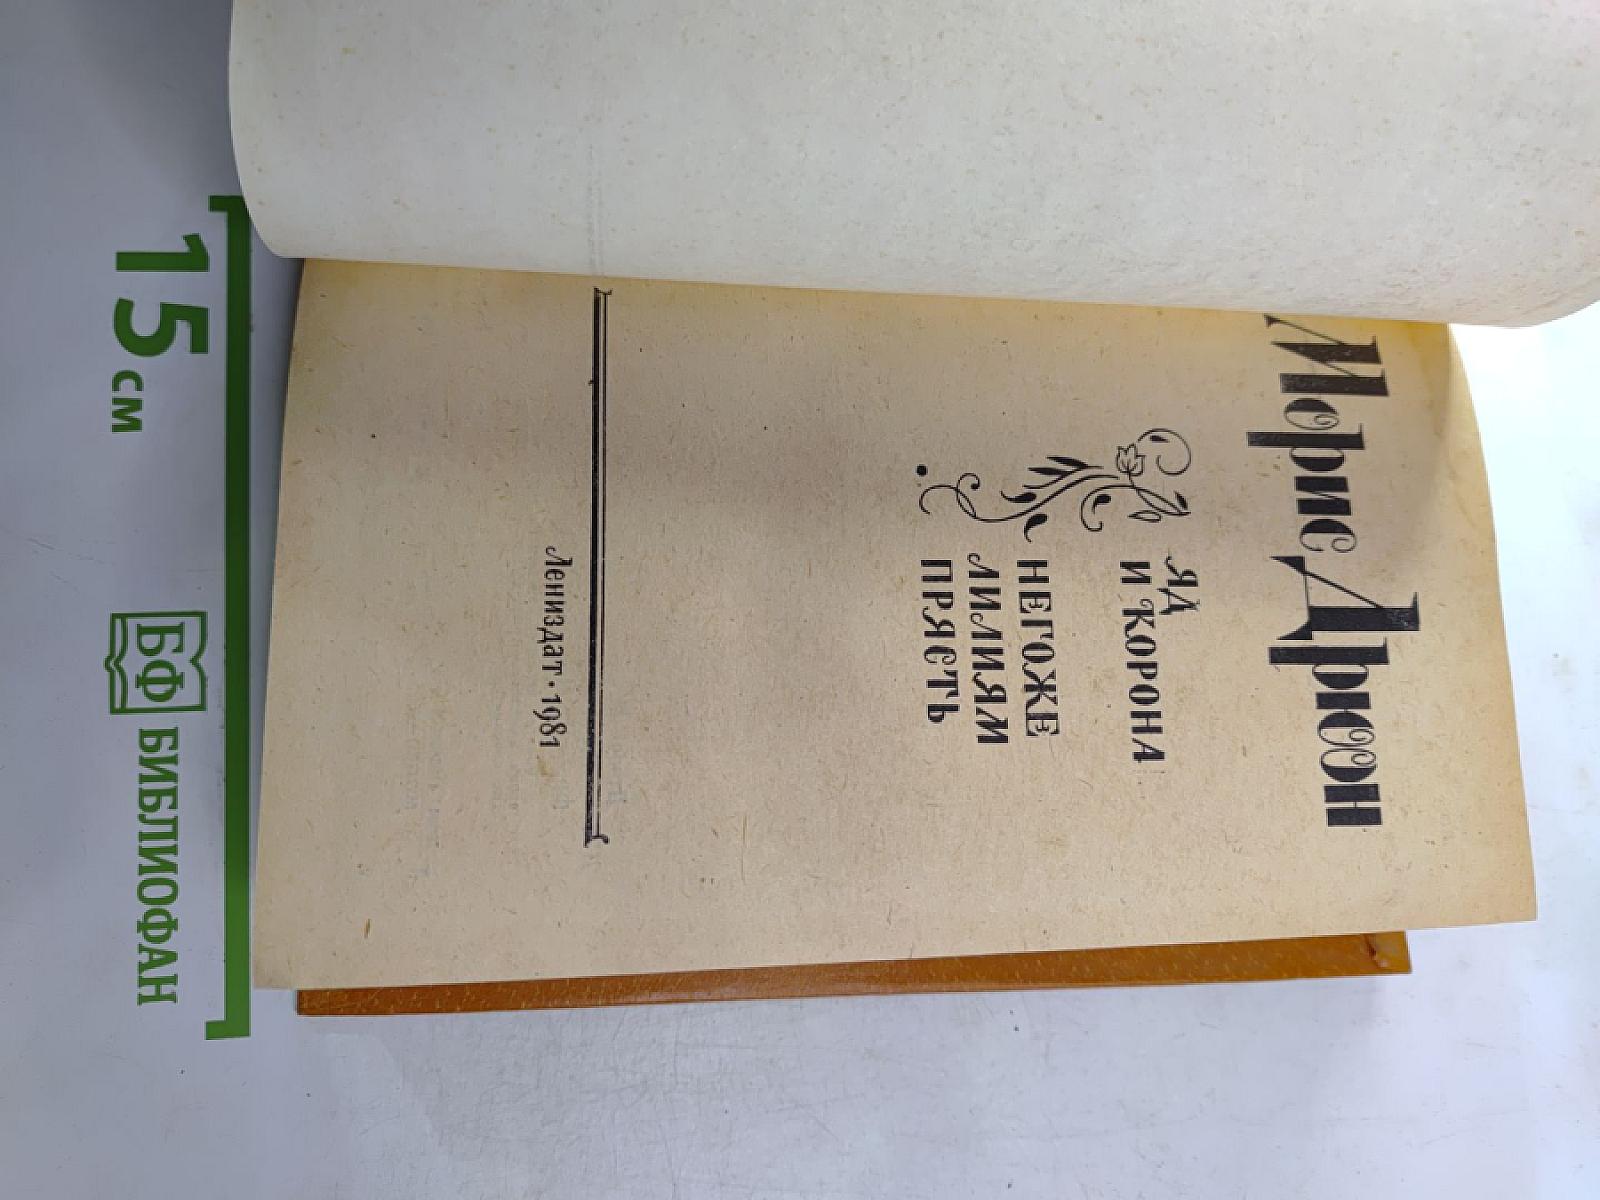 Морис Дрюон
ЯД
И КОРОНА
НЕГОЖЕ
ЛИЛИЯМ
ПРЯСТЬ
Лениздат · 1981
15 см
БФ БИБЛИОФАН